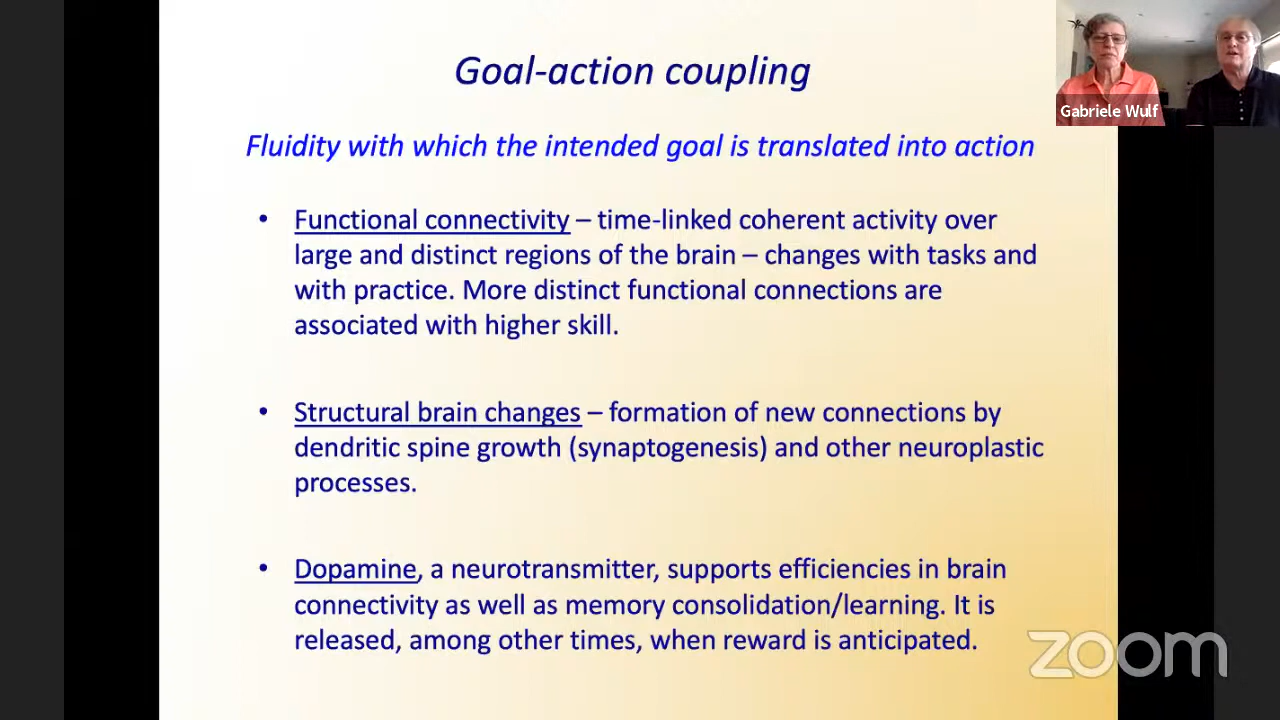 Goal-action coupling
Gabriele Wulf
Fluidity with which the intended goal is translated into action
• Functional connectivity – time-linked coherent activity over
large and distinct regions of the brain – changes with tasks and
with practice. More distinct functional connections are
associated with higher skill.
• Structural brain changes – formation of new connections by
dendritic spine growth (synaptogenesis) and other neuroplastic
processes.
• Dopamine, a neurotransmitter, supports efficiencies in brain
connectivity as well as memory consolidation/learning. It is
released, among other times, when reward is anticipated.
zoom